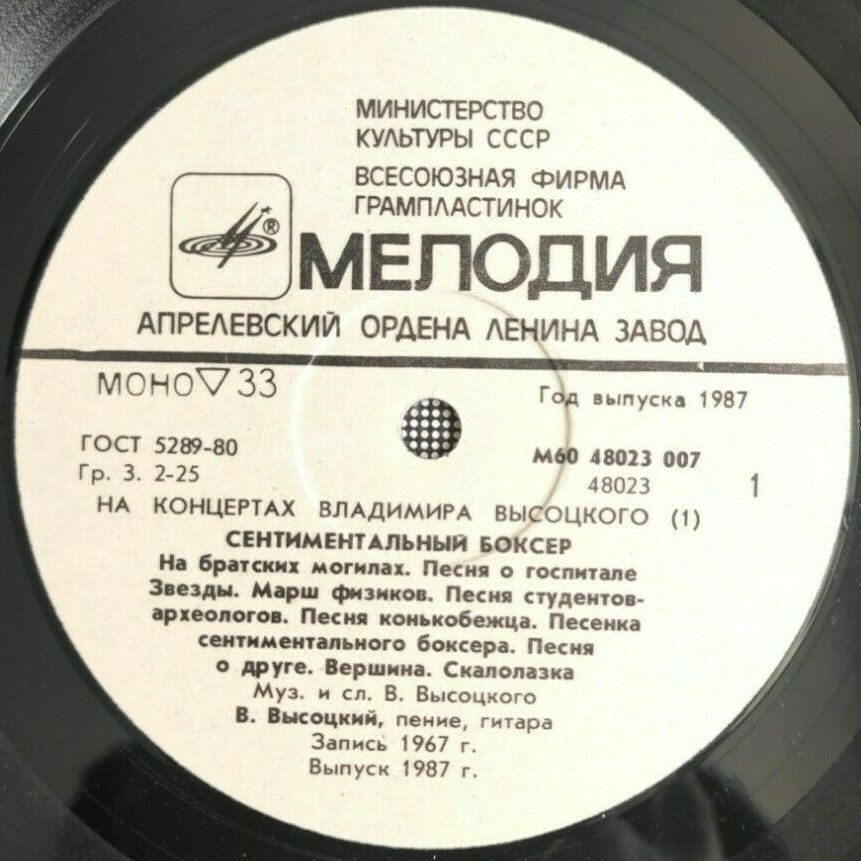 МИНИСТЕРСТВО
КУЛЬТУРЫ СССР
ВСЕСОЮЗНАЯ ФИРМА
ГРАМПЛАСТИНОК
®
МЕЛОДИЯ
АПРЕЛЕВСКИЙ ОРДЕНА ЛЕНИНА ЗАВОД
МОНО ▽ 33
Год выпуска 1987
ГОСТ 5289-80
М60 48023 007
Гр. 3. 2-25
48023
1
НА КОНЦЕРТАХ ВЛАДИМИРА ВЫСОЦКОГО (1)
СЕНТИМЕНТАЛЬНЫЙ БОКСЕР
На братских могилах. Песня о госпитале
Звезды. Марш физиков. Песня студентов-
археологов. Песня конькобежца. Песенка
сентиментального боксера. Песня
о друге. Вершина. Скалолазка
Муз. и сл. В. Высоцкого
В. Высоцкий, пение, гитара
Запись 1967 г.
Выпуск 1987 г.